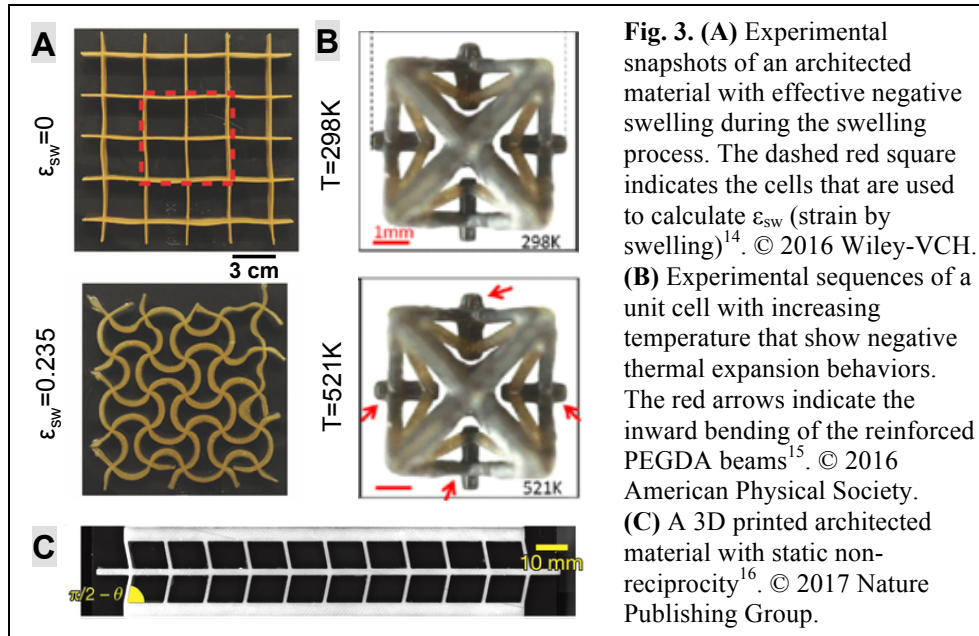 A
B
ε_sw=0
T=298K
1mm
298K
3 cm
ε_sw=0.235
T=521K
521K
C
10 mm
π/2 − θ
Fig. 3. (A) Experimental
snapshots of an architected
material with effective negative
swelling during the swelling
process. The dashed red square
indicates the cells that are used
to calculate ε_sw (strain by
swelling)¹⁴. © 2016 Wiley-VCH.
(B) Experimental sequences of a
unit cell with increasing
temperature that show negative
thermal expansion behaviors.
The red arrows indicate the
inward bending of the reinforced
PEGDA beams¹⁵. © 2016
American Physical Society.
(C) A 3D printed architected
material with static non-
reciprocity¹⁶. © 2017 Nature
Publishing Group.